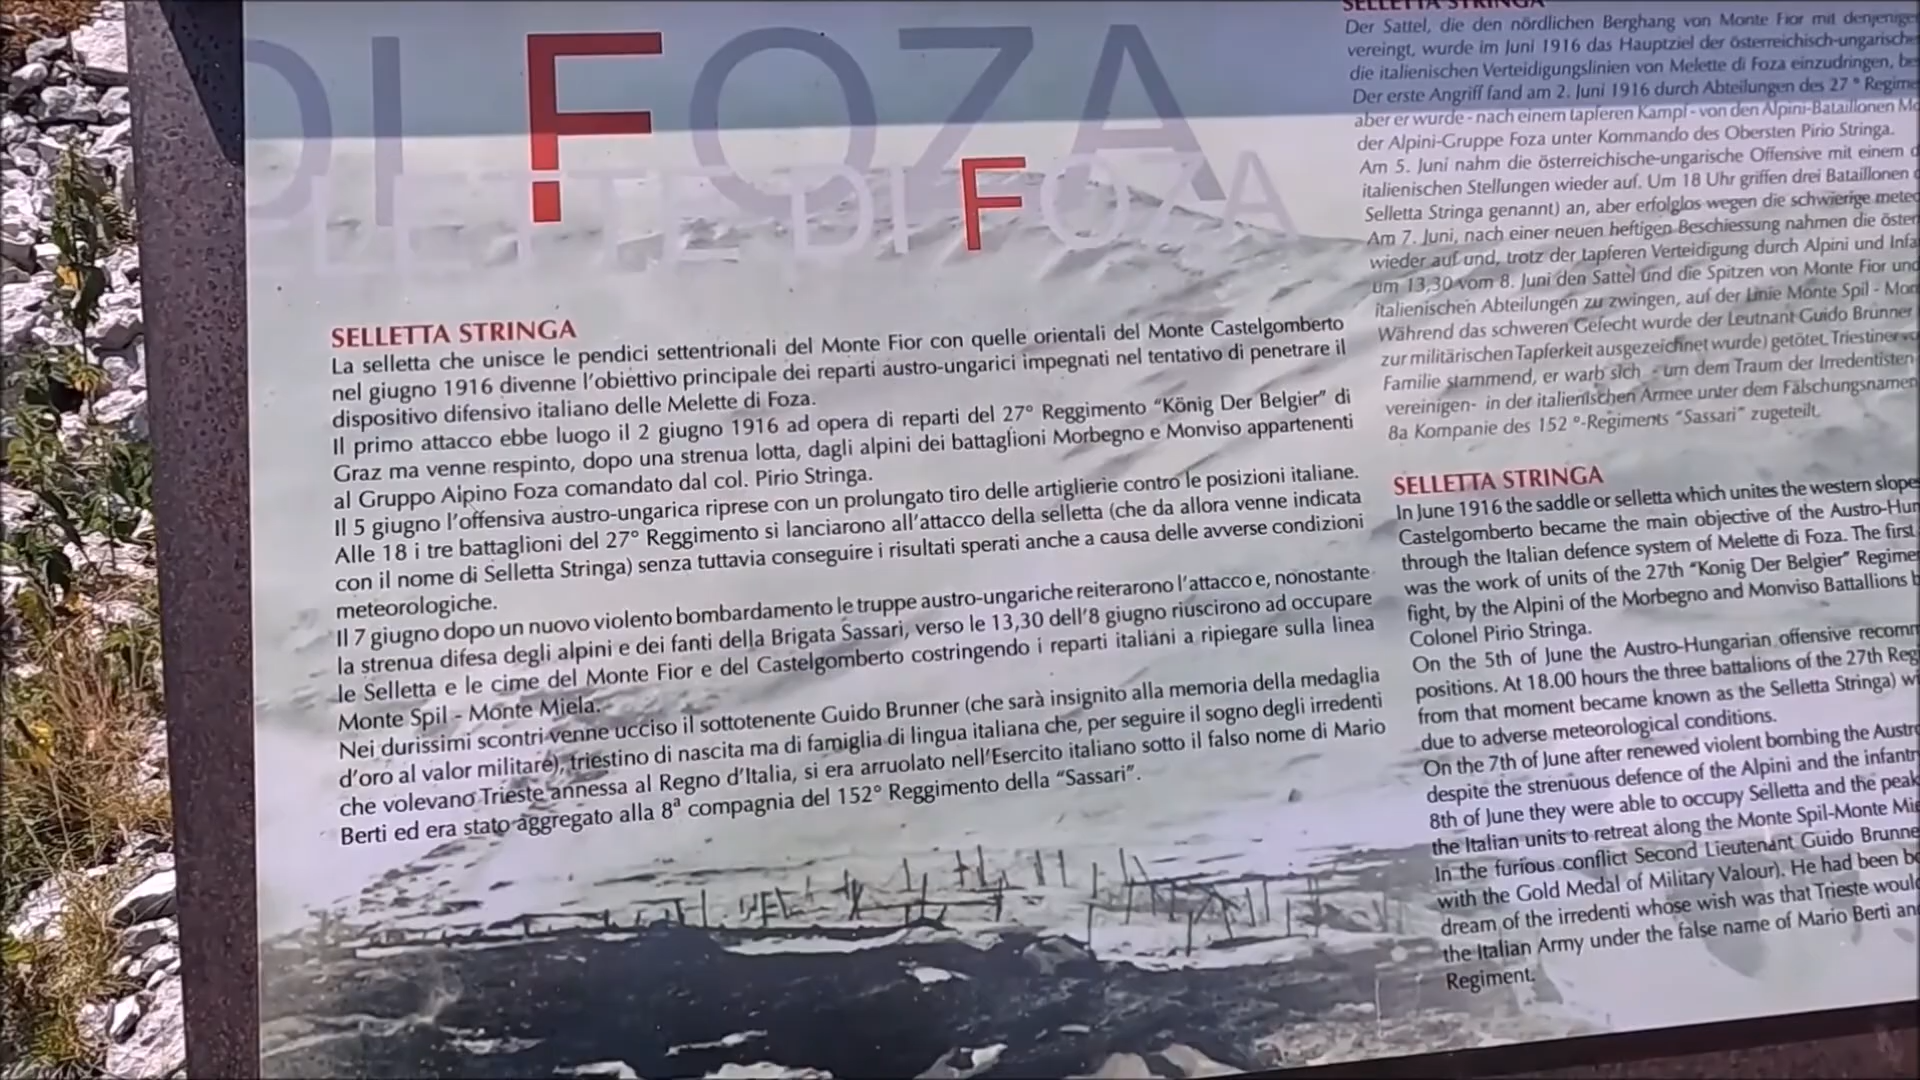 DI FOZA
MELETTE DI FOZA
SELLETTA STRINGA
La selletta che unisce le pendici settentrionali del Monte Fior con quelle orientali del Monte Castelgomberto
nel giugno 1916 divenne l'obiettivo principale dei reparti austro-ungarici impegnati nel tentativo di penetrare il
dispositivo difensivo italiano delle Melette di Foza.
Il primo attacco ebbe luogo il 2 giugno 1916 ad opera di reparti del 27° Reggimento “König Der Belgier” di
Graz ma venne respinto, dopo una strenua lotta, dagli alpini dei battaglioni Morbegno e Monviso appartenenti
al Gruppo Alpino Foza comandato dal col. Pirio Stringa.
Il 5 giugno l'offensiva austro-ungarica riprese con un prolungato tiro delle artiglierie contro le posizioni italiane.
Alle 18 i tre battaglioni del 27° Reggimento si lanciarono all'attacco della selletta (che da allora venne indicata
con il nome di Selletta Stringa) senza tuttavia conseguire i risultati sperati anche a causa delle avverse condizioni
meteorologiche.
Il 7 giugno dopo un nuovo violento bombardamento le truppe austro-ungariche reiterarono l'attacco e, nonostante
la strenua difesa degli alpini e dei fanti della Brigata Sassari, verso le 13,30 dell'8 giugno riuscirono ad occupare
le Selletta e le cime del Monte Fior e del Castelgomberto costringendo i reparti italiani a ripiegare sulla linea
Monte Spil - Monte Miela.
Nei durissimi scontri venne ucciso il sottotenente Guido Brunner (che sarà insignito alla memoria della medaglia
d'oro al valor militare), triestino di nascita ma di famiglia di lingua italiana che, per seguire il sogno degli irredenti
che volevano Trieste annessa al Regno d'Italia, si era arruolato nell'Esercito italiano sotto il falso nome di Mario
Berti ed era stato aggregato alla 8ª compagnia del 152° Reggimento della “Sassari”.
SELLETTA STRINGA
Der Sattel, die den nördlichen Berghang von Monte Fior mit denjenige
vereingt, wurde im Juni 1916 das Hauptziel der österreichisch-ungarische
die italienischen Verteidigungslinien von Melette di Foza einzudringen, be
Der erste Angriff fand am 2. Juni 1916 durch Abteilungen des 27 ° Regime
aber er wurde - nach einem tapferen Kampf - von den Alpini-Bataillonen Mo
der Alpini-Gruppe Foza unter Kommando des Obersten Pirio Stringa.
Am 5. Juni nahm die österreichische-ungarische Offensive mit einem d
italienischen Stellungen wieder auf. Um 18 Uhr griffen drei Bataillonen
Selletta Stringa genannt) an, aber erfolglos wegen die schwierige meteo
Am 7. Juni, nach einer neuen heftigen Beschiessung nahmen die öster
wieder auf und, trotz der tapferen Verteidigung durch Alpini und Infa
um 13,30 vom 8. Juni den Sattel und die Spitzen von Monte Fior und
italienischen Abteilungen zu zwingen, auf der Linie Monte Spil - Mon
Während das schweren Gefecht wurde der Leutnant Guido Brunner
zur militärischen Tapferkeit ausgezeichnet wurde) getötet. Triestiner vo
Familie stammend, er warb sich - um dem Traum der Irredentisten
vereinigen- in der italienischen Armee unter dem Fälschungsnamen
8a Kompanie des 152 °-Regiments “Sassari” zugeteilt.
SELLETTA STRINGA
In June 1916 the saddle or selletta which unites the western slope
Castelgomberto became the main objective of the Austro-Hun
through the Italian defence system of Melette di Foza. The first
was the work of units of the 27th “Konig Der Belgier” Regime
fight, by the Alpini of the Morbegno and Monviso Battallions b
Colonel Pirio Stringa.
On the 5th of June the Austro-Hungarian offensive recomm
positions. At 18.00 hours the three battalions of the 27th Reg
from that moment became known as the Selletta Stringa) wi
due to adverse meteorological conditions.
On the 7th of June after renewed violent bombing the Austr
despite the strenuous defence of the Alpini and the infantr
8th of June they were able to occupy Selletta and the peak
the Italian units to retreat along the Monte Spil-Monte Mie
In the furious conflict Second Lieutenant Guido Brunne
with the Gold Medal of Military Valour). He had been bo
dream of the irredenti whose wish was that Trieste would
the Italian Army under the false name of Mario Berti an
Regiment.